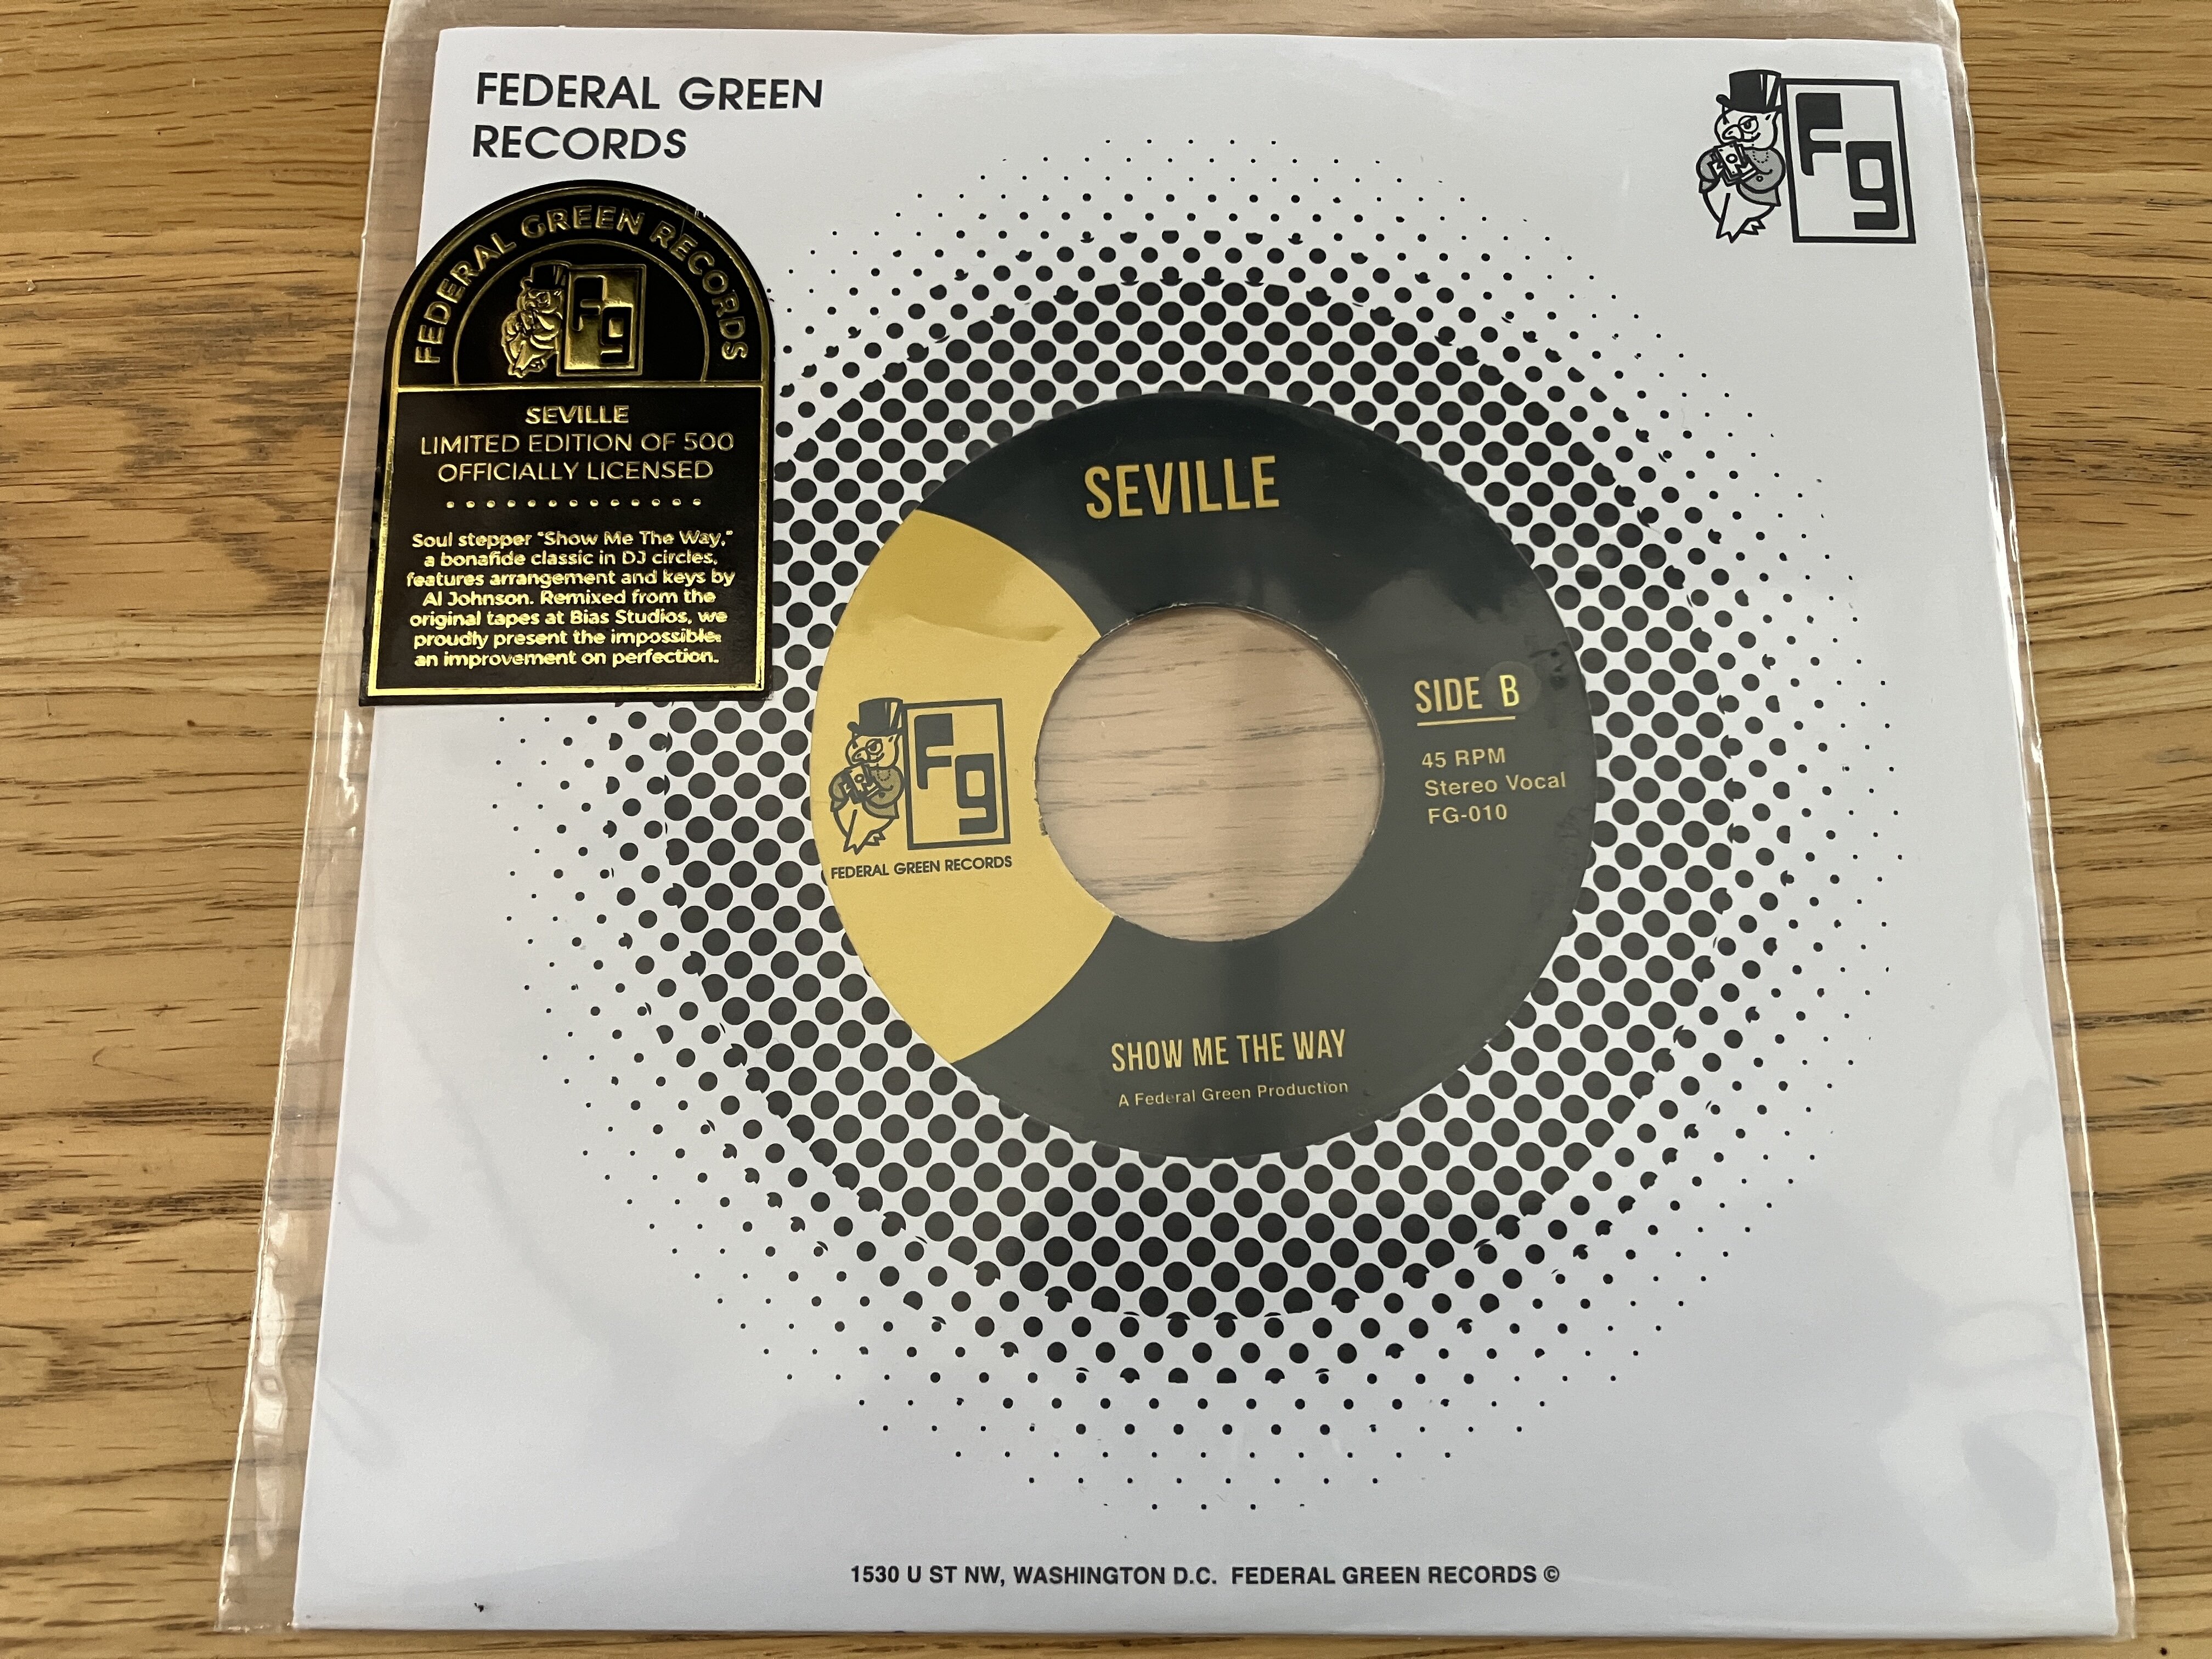 FEDERAL GREEN
RECORDS
Fg
FEDERAL GREEN RECORDS
Fg
SEVILLE
LIMITED EDITION OF 500
OFFICIALLY LICENSED
Soul stepper "Show Me The Way,"
a bonafide classic in DJ circles,
features arrangement and keys by
Al Johnson. Remixed from the
original tapes at Bias Studios, we
proudly present the impossible:
an improvement on perfection.
SEVILLE
SIDE B
45 RPM
Stereo Vocal
FG-010
Fg
FEDERAL GREEN RECORDS
SHOW ME THE WAY
A Federal Green Production
1530 U ST NW, WASHINGTON D.C. FEDERAL GREEN RECORDS ©